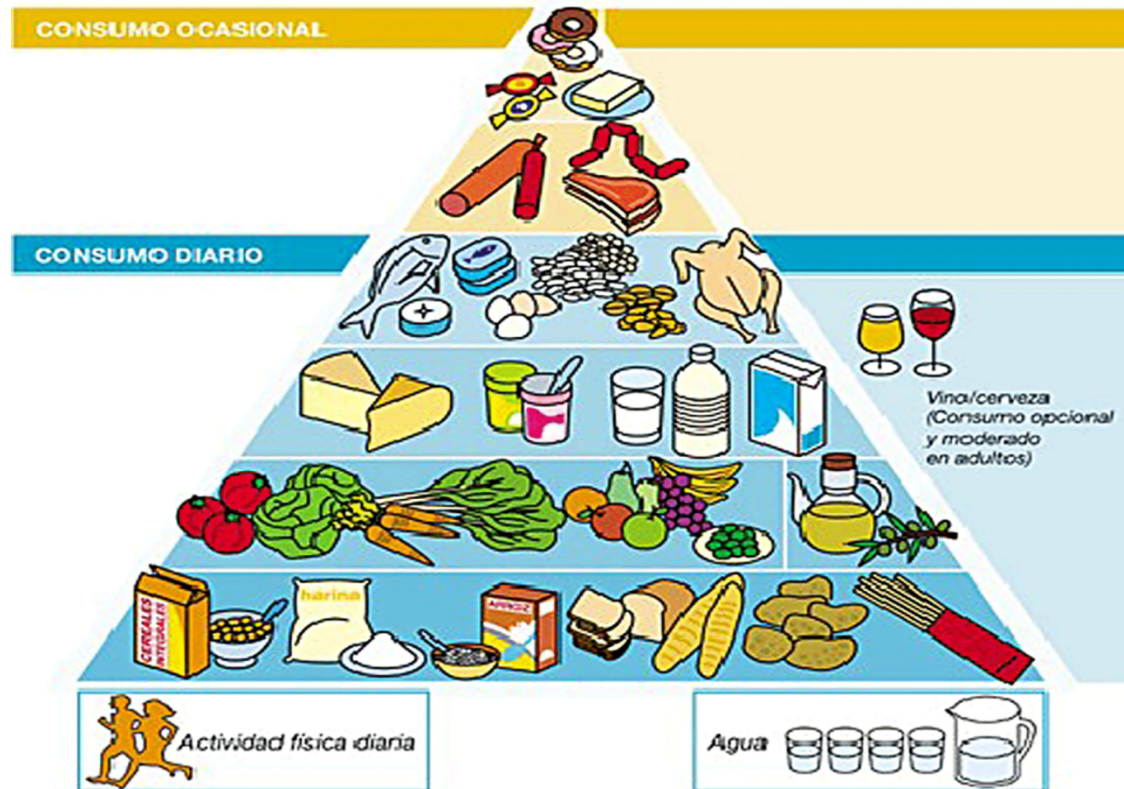 CONSUMO OCASIONAL
CONSUMO DIARIO
Vino/cerveza
(Consumo opcional
y moderado
en adultos)
CEREALES
INTEGRALES
harina
ARROZ
Actividad física diaria
Agua